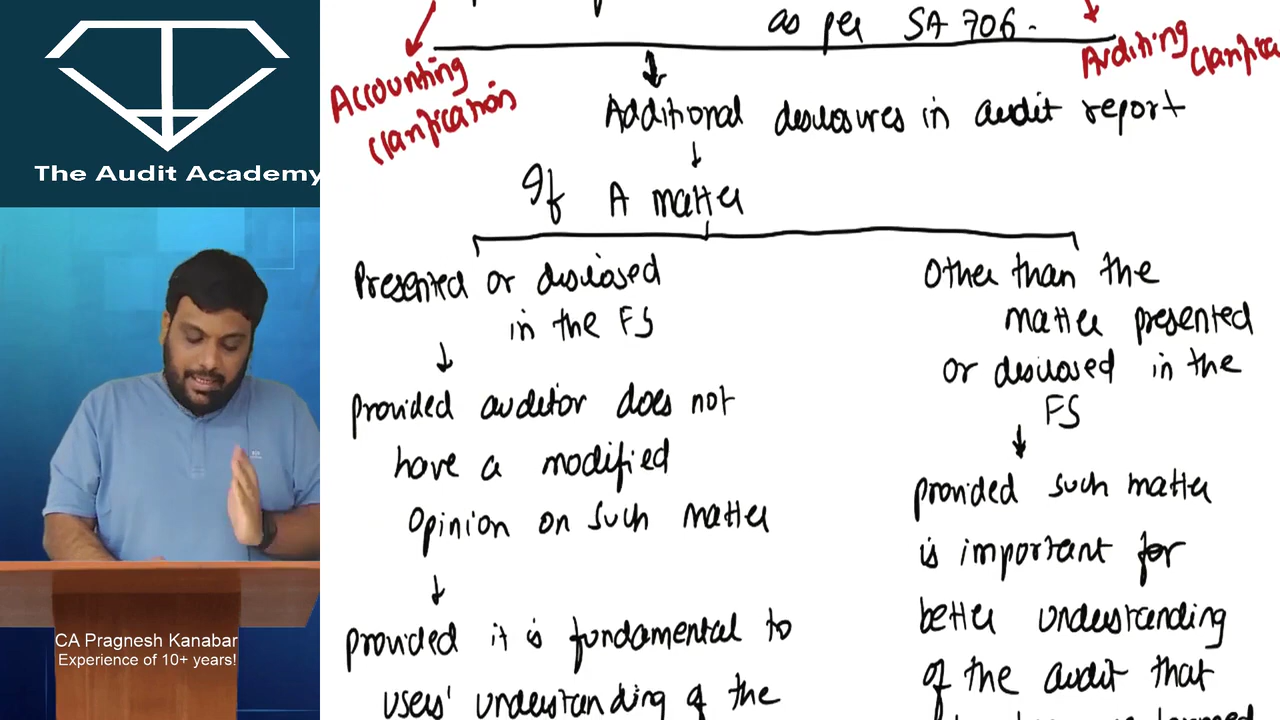 as per SA 706.
Accounting
clarification
Auditing
Additional disclosures in audit report
If A matter
The Audit Academy
Presented or disclosed
in the FS
provided auditor does not
have a modified
opinion on such matter
provided it is fundamental to
users' understanding of the
Other than the
matter presented
or disclosed in the
FS
provided such matter
is important for
better understanding
of the audit that
CA Pragnesh Kanabar
Experience of 10+ years!